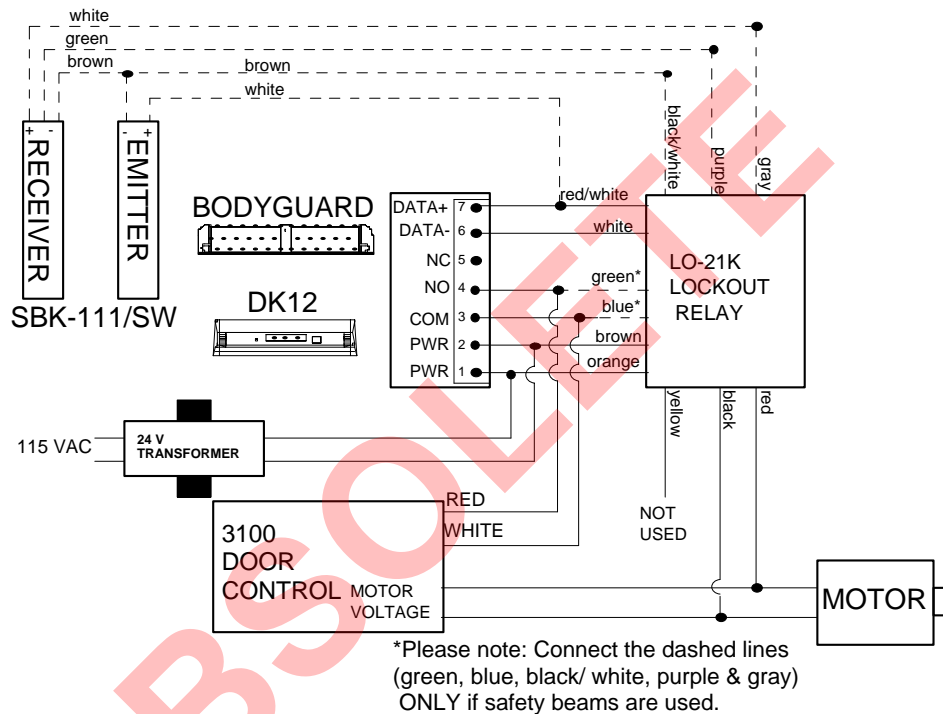 white
green
brown
brown
white
black/white
purple
gray
+ -
RECEIVER
- +
EMITTER
SBK-111/SW
BODYGUARD
DK12
DATA+ 7
DATA- 6
NC 5
NO 4
COM 3
PWR 2
PWR 1
red/white
white
green*
blue*
brown
orange
LO-21K
LOCKOUT
RELAY
yellow
black
red
115 VAC
24 V
TRANSFORMER
RED
WHITE
3100
DOOR
CONTROL
MOTOR
VOLTAGE
NOT
USED
MOTOR
*Please note: Connect the dashed lines
(green, blue, black/ white, purple & gray)
ONLY if safety beams are used.
BSOLETE